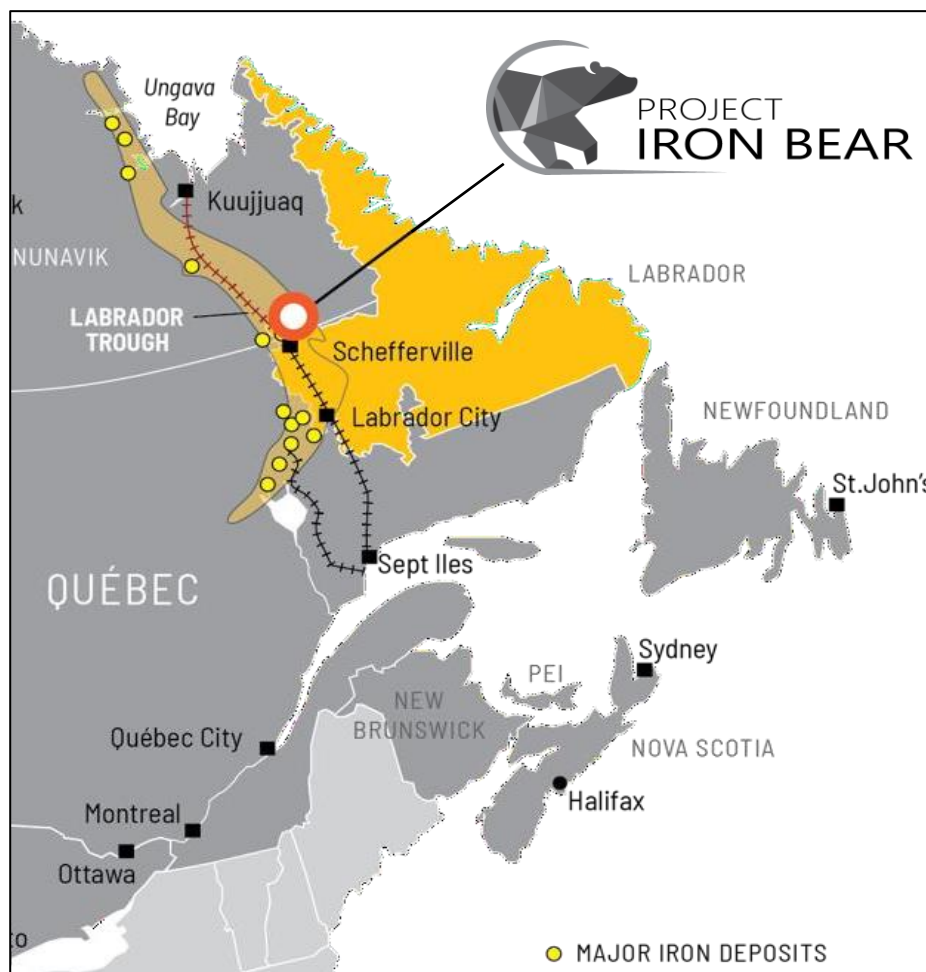 Ungava
Bay
PROJECT
IRON BEAR
k
Kuujjuaq
NUNAVIK
LABRADOR
LABRADOR
TROUGH
Schefferville
Labrador City
NEWFOUNDLAND
St.John's
Sept Iles
QUÉBEC
Sydney
PEI
NEW
BRUNSWICK
Québec City
NOVA SCOTIA
Montreal
Halifax
Ottawa
to
MAJOR IRON DEPOSITS